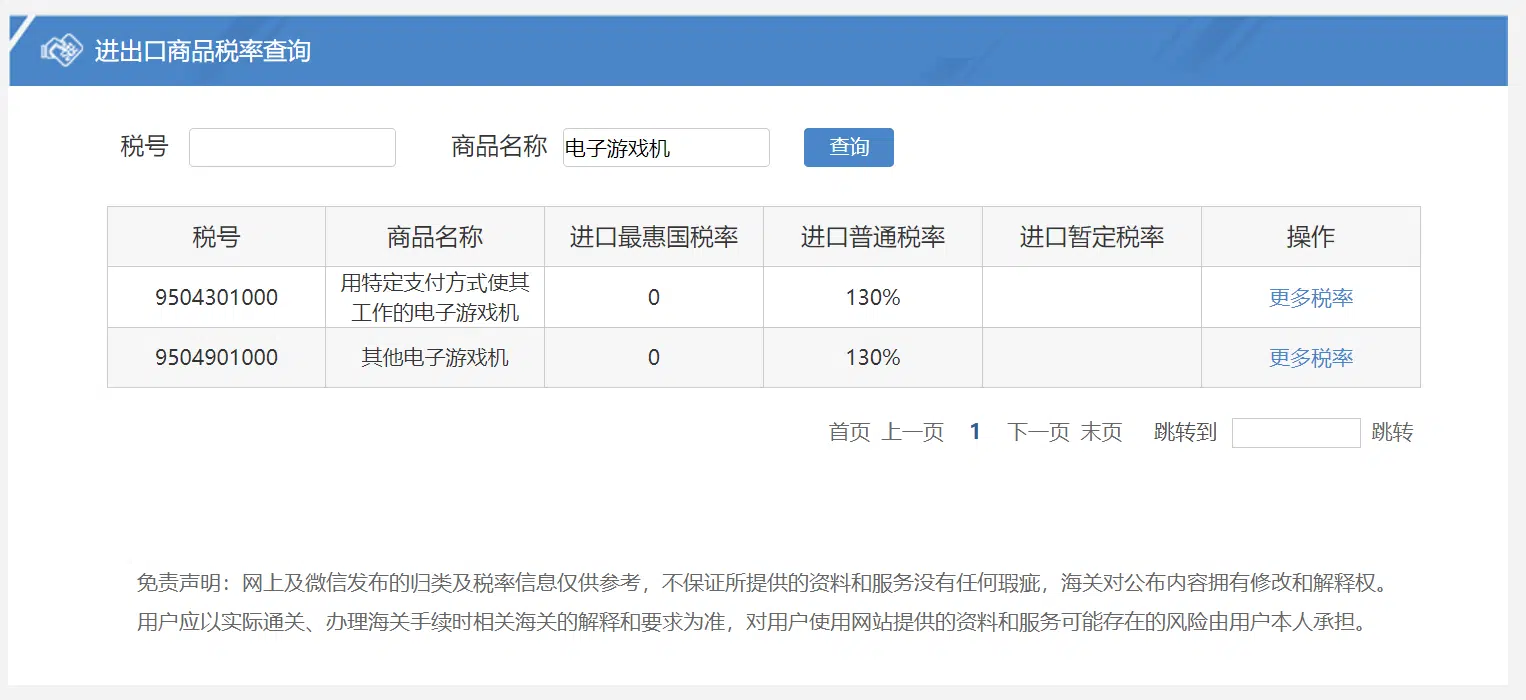 进出口商品税率查询
税号 商品名称 电子游戏机 查询
税号 商品名称 进口最惠国税率 进口普通税率 进口暂定税率 操作
9504301000 用特定支付方式使其 0 130% 更多税率
工作的电子游戏机
9504901000 其他电子游戏机 0 130% 更多税率
首页 上一页 1 下一页 末页 跳转到 跳转
免责声明：网上及微信发布的归类及税率信息仅供参考，不保证所提供的资料和服务没有任何瑕疵，海关对公布内容拥有修改和解释权。
用户应以实际通关、办理海关手续时相关海关的解释和要求为准，对用户使用网站提供的资料和服务可能存在的风险由用户本人承担。